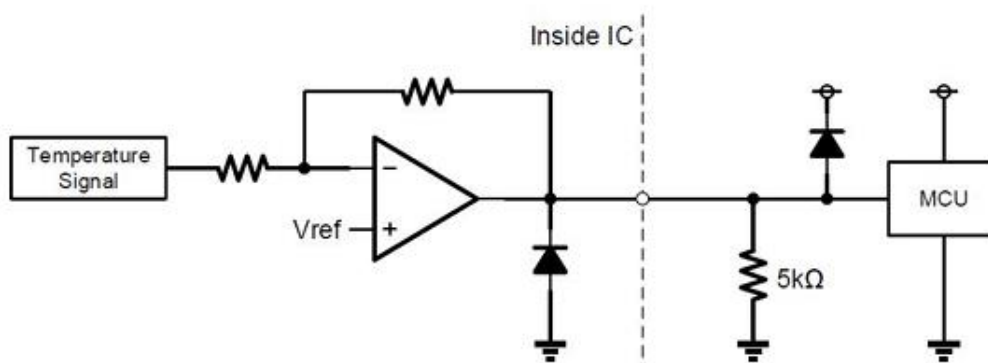 Inside IC
Temperature
Signal
−
Vref
+
MCU
5kΩ